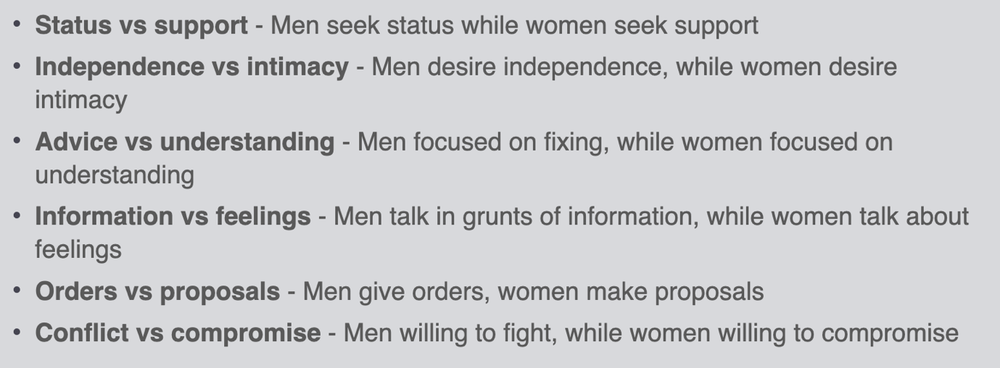 • Status vs support - Men seek status while women seek support
• Independence vs intimacy - Men desire independence, while women desire
intimacy
• Advice vs understanding - Men focused on fixing, while women focused on
understanding
• Information vs feelings - Men talk in grunts of information, while women talk about
feelings
• Orders vs proposals - Men give orders, women make proposals
• Conflict vs compromise - Men willing to fight, while women willing to compromise